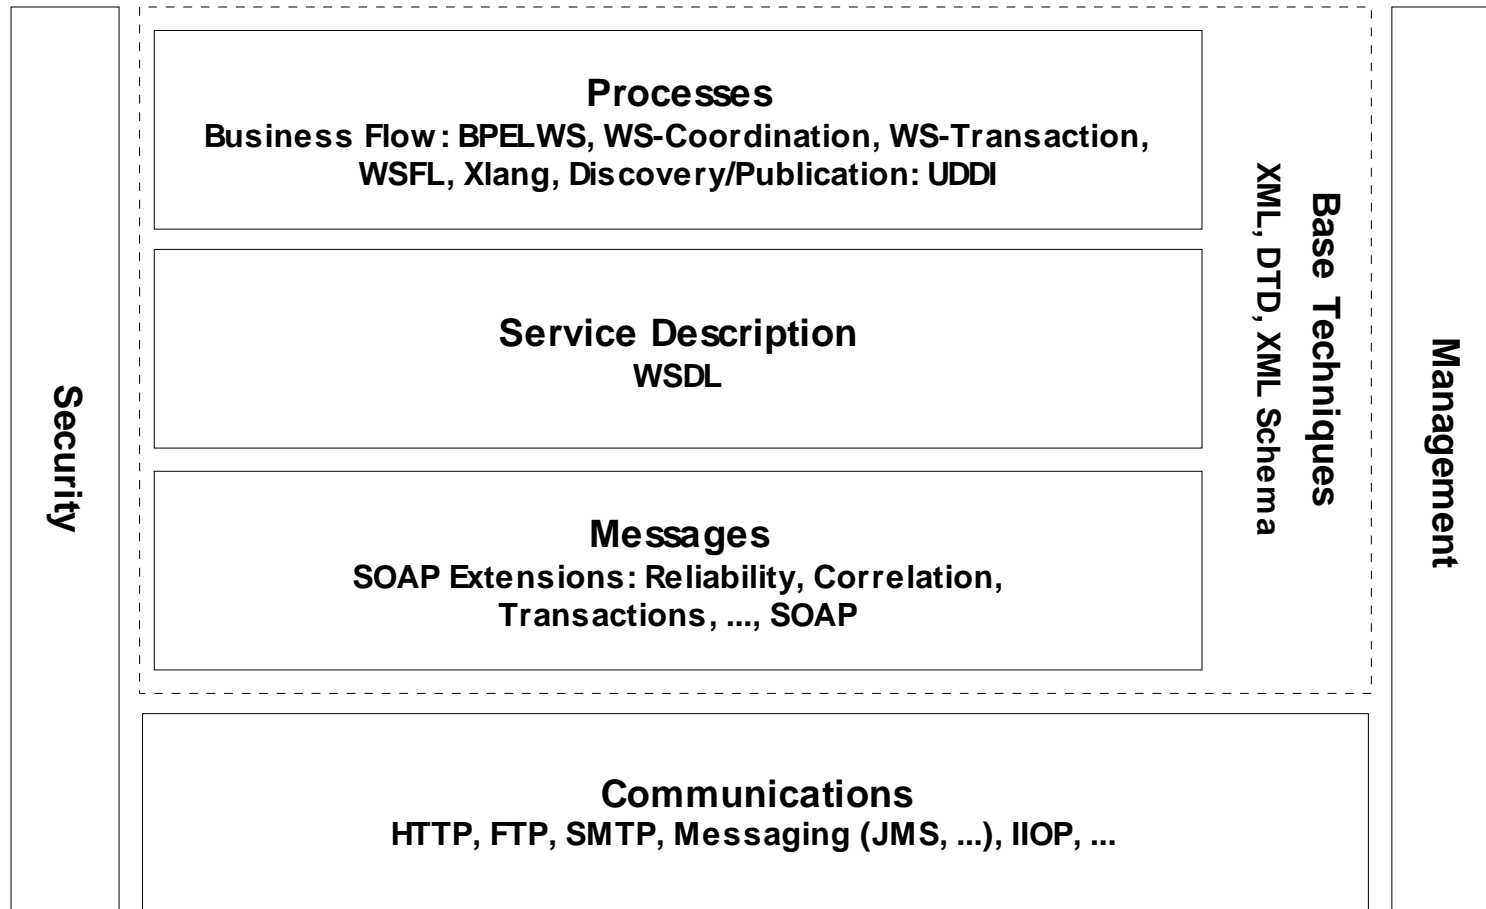 Security
Processes
Business Flow: BPELWS, WS-Coordination, WS-Transaction,
WSFL, Xlang, Discovery/Publication: UDDI
Service Description
WSDL
Messages
SOAP Extensions: Reliability, Correlation,
Transactions, ..., SOAP
Base Techniques
XML, DTD, XML Schema
Communications
HTTP, FTP, SMTP, Messaging (JMS, ...), IIOP, ...
Management